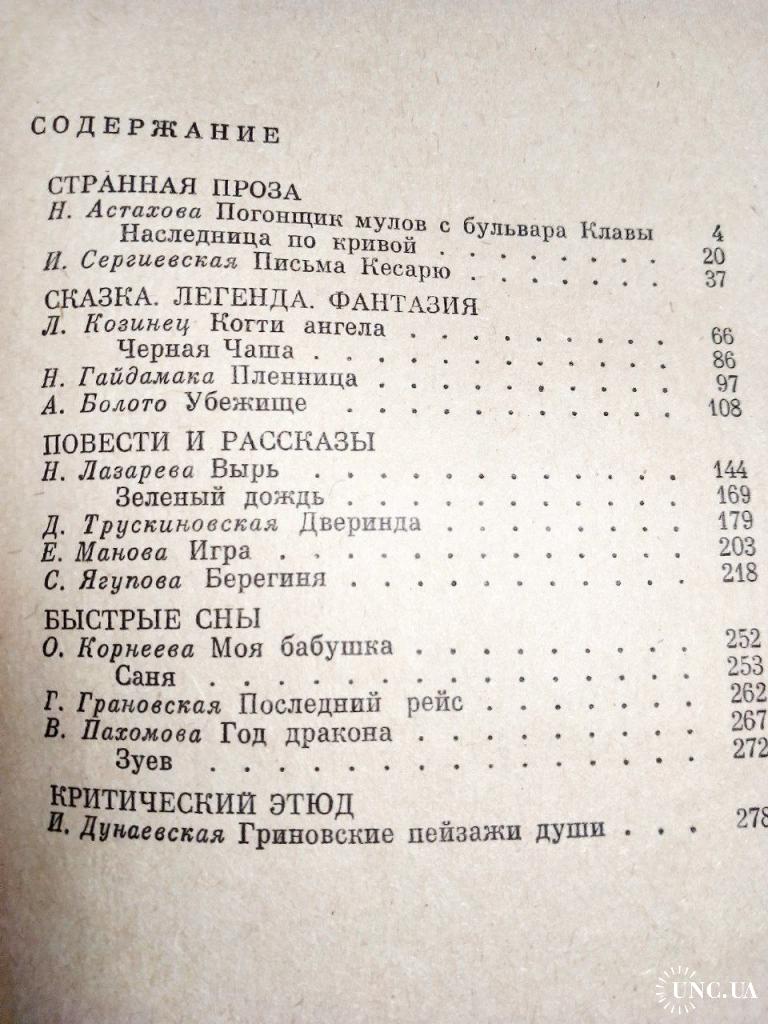 СОДЕРЖАНИЕ
СТРАННАЯ ПРОЗА
Н. Астахова Погонщик мулов с бульвара Клавы 4
Наследница по кривой . . . . . . . 20
И. Сергиевская Письма Кесарю . . . . . . 37
СКАЗКА. ЛЕГЕНДА. ФАНТАЗИЯ
Л. Козинец Когти ангела . . . . . . . . . 66
Черная Чаша . . . . . . . . . . . . 86
Н. Гайдамака Пленница . . . . . . . . . . 97
А. Болото Убежище . . . . . . . . . . . 108
ПОВЕСТИ И РАССКАЗЫ
Н. Лазарева Вырь . . . . . . . . . . . . 144
Зеленый дождь . . . . . . . . . . . 169
Д. Трускиновская Дверинда . . . . . . . . 179
Е. Манова Игра . . . . . . . . . . . . . 203
С. Ягупова Берегиня . . . . . . . . . . . 218
БЫСТРЫЕ СНЫ
О. Корнеева Моя бабушка . . . . . . . . . 252
Саня . . . . . . . . . . . . . . . . 253
Г. Грановская Последний рейс . . . . . . . 262
В. Пахомова Год дракона . . . . . . . . . 267
Зуев . . . . . . . . . . . . . . . . 272
КРИТИЧЕСКИЙ ЭТЮД
И. Дунаевская Гриновские пейзажи души . . . 278
UNC.UA